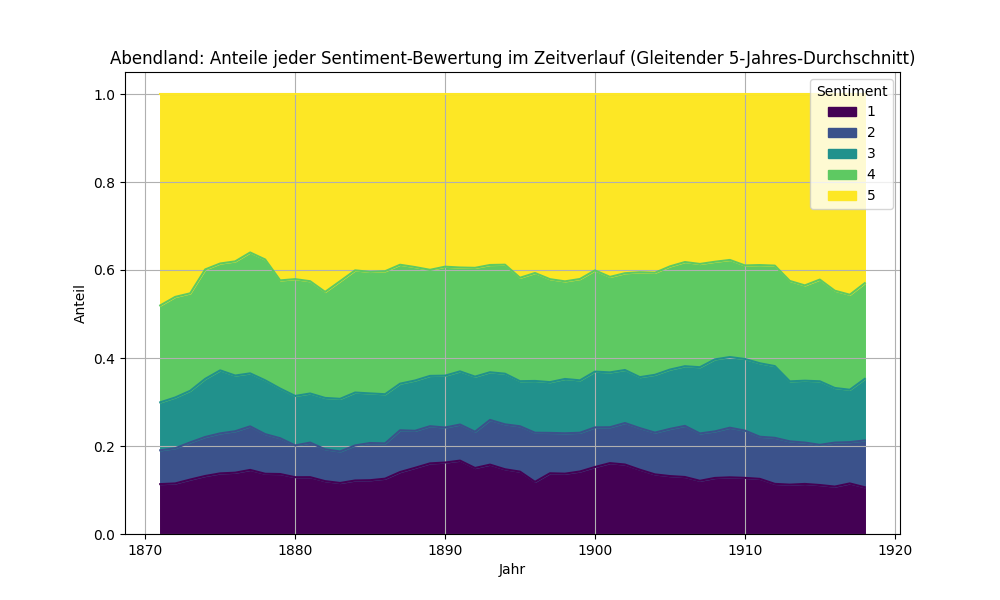 Abendland: Anteile jeder Sentiment-Bewertung im Zeitverlauf (Gleitender 5-Jahres-Durchschnitt)
Sentiment
1
2
3
4
5
Anteil
1.0
0.8
0.6
0.4
0.2
0.0
1870 1880 1890 1900 1910 1920
Jahr